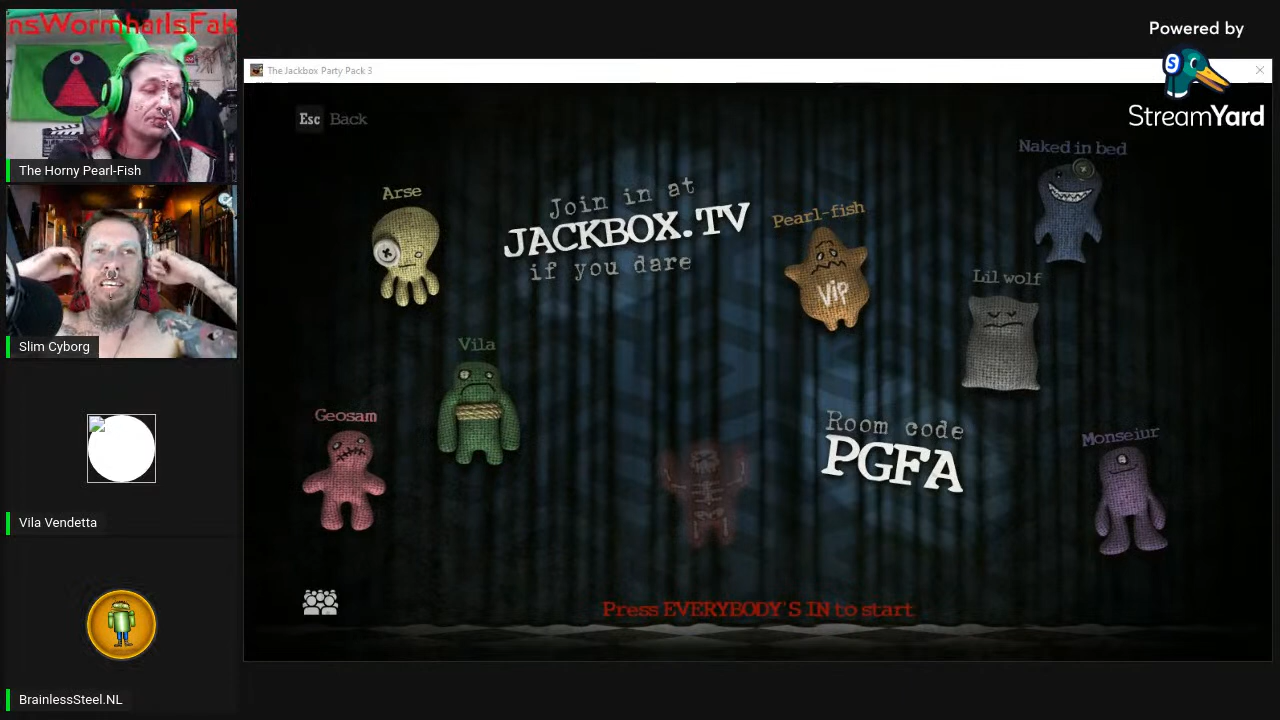 nsWormhatIsFak
The Horny Pearl-Fish
Slim Cyborg
Vila Vendetta
BrainlessSteel.NL
The Jackbox Party Pack 3
Powered by
S
StreamYard
Esc Back
Naked in bed
Arse
Join in at
JACKBOX.TV
if you dare
Pearl-fish
VIP
Lil wolf
Vila
Geosam
Room code
PGFA
Monseiur
Press EVERYBODY'S IN to start